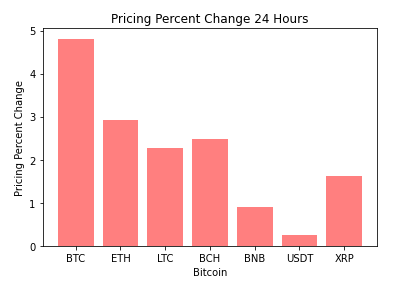 Pricing Percent Change 24 Hours
Pricing Percent Change
5
4
3
2
1
0
BTC ETH LTC BCH BNB USDT XRP
Bitcoin